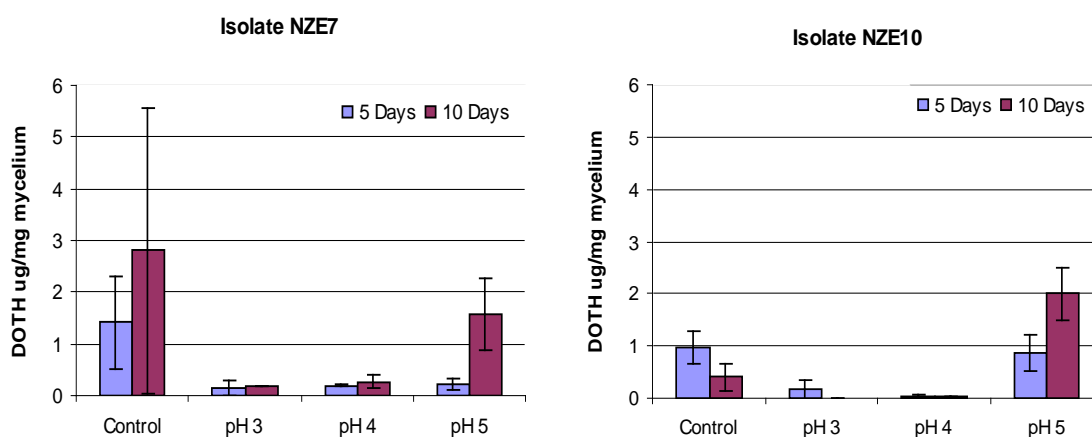 Isolate NZE7
DOTH ug/mg mycelium
6
5
4
3
2
1
0
5 Days 10 Days
Control pH 3 pH 4 pH 5
Isolate NZE10
DOTH ug/mg mycelium
6
5
4
3
2
1
0
5 Days 10 Days
Control pH 3 pH 4 pH 5